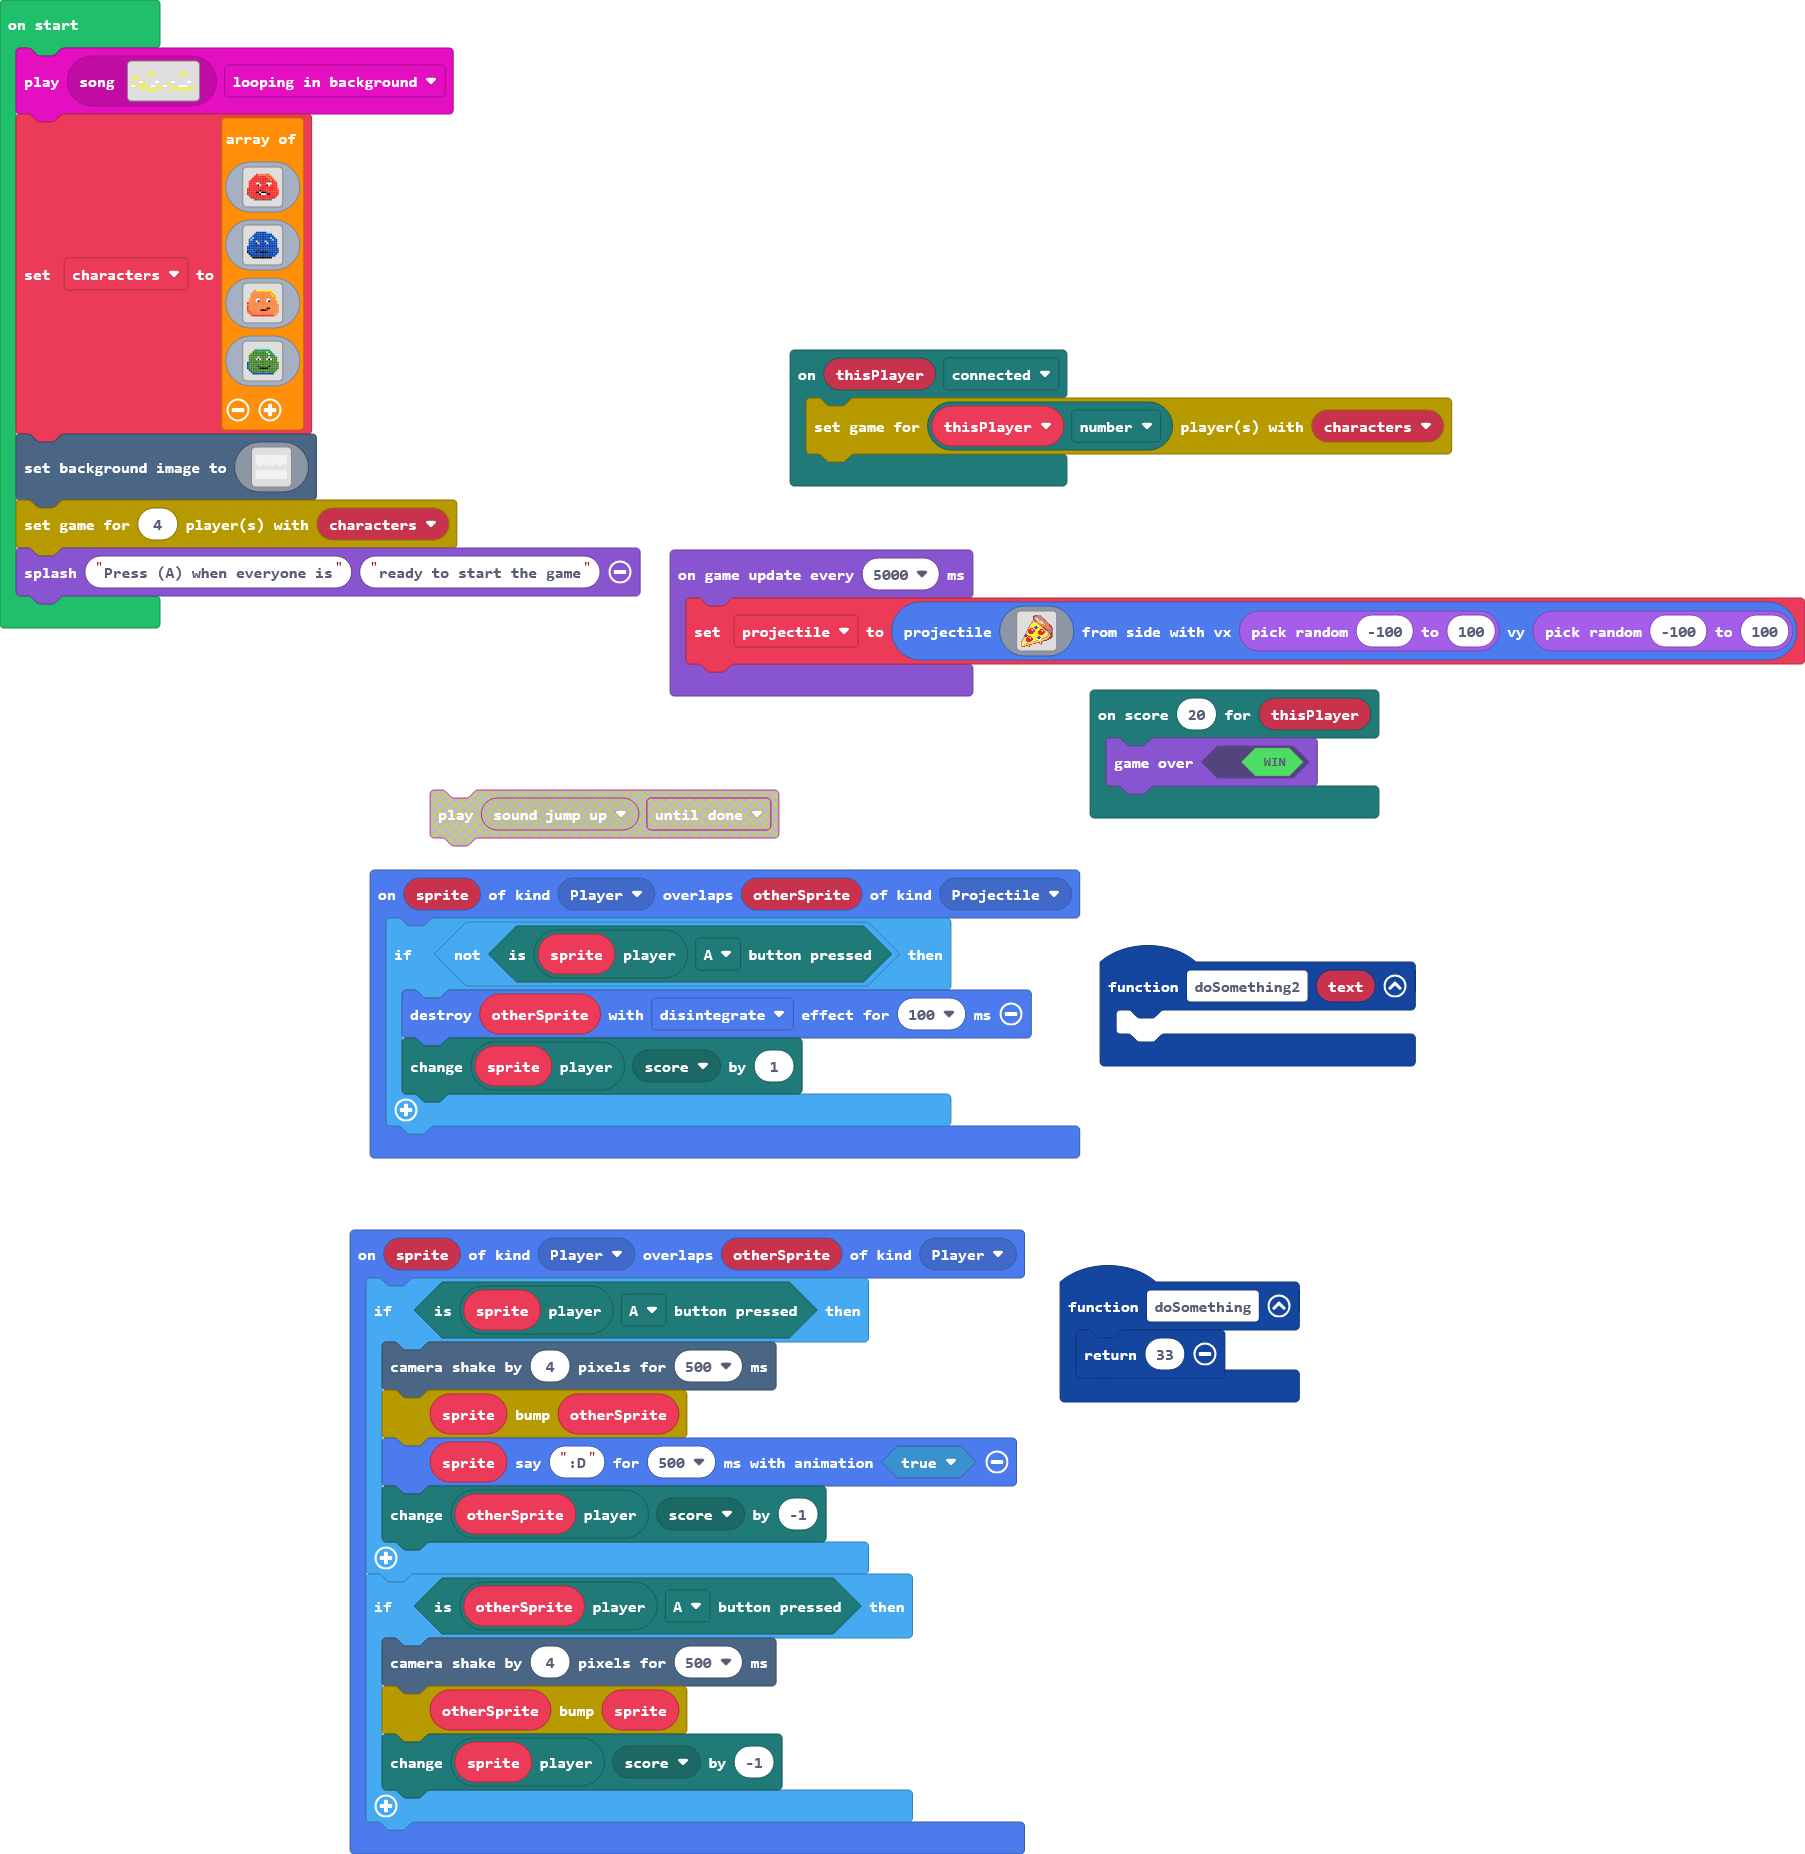 on start
play song looping in background
array of
set characters to
set background image to
set game for 4 player(s) with characters
splash "Press (A) when everyone is" "ready to start the game"
on thisPlayer connected
set game for thisPlayer number player(s) with characters
on game update every 5000 ms
set projectile to projectile from side with vx pick random -100 to 100 vy pick random -100 to 100
on score 20 for thisPlayer
game over WIN
play sound jump up until done
on sprite of kind Player overlaps otherSprite of kind Projectile
if not is sprite player A button pressed then
destroy otherSprite with disintegrate effect for 100 ms
change sprite player score by 1
function doSomething2 text
on sprite of kind Player overlaps otherSprite of kind Player
if is sprite player A button pressed then
camera shake by 4 pixels for 500 ms
sprite bump otherSprite
sprite say ":D" for 500 ms with animation true
change otherSprite player score by -1
if is otherSprite player A button pressed then
camera shake by 4 pixels for 500 ms
otherSprite bump sprite
change sprite player score by -1
function doSomething
return 33